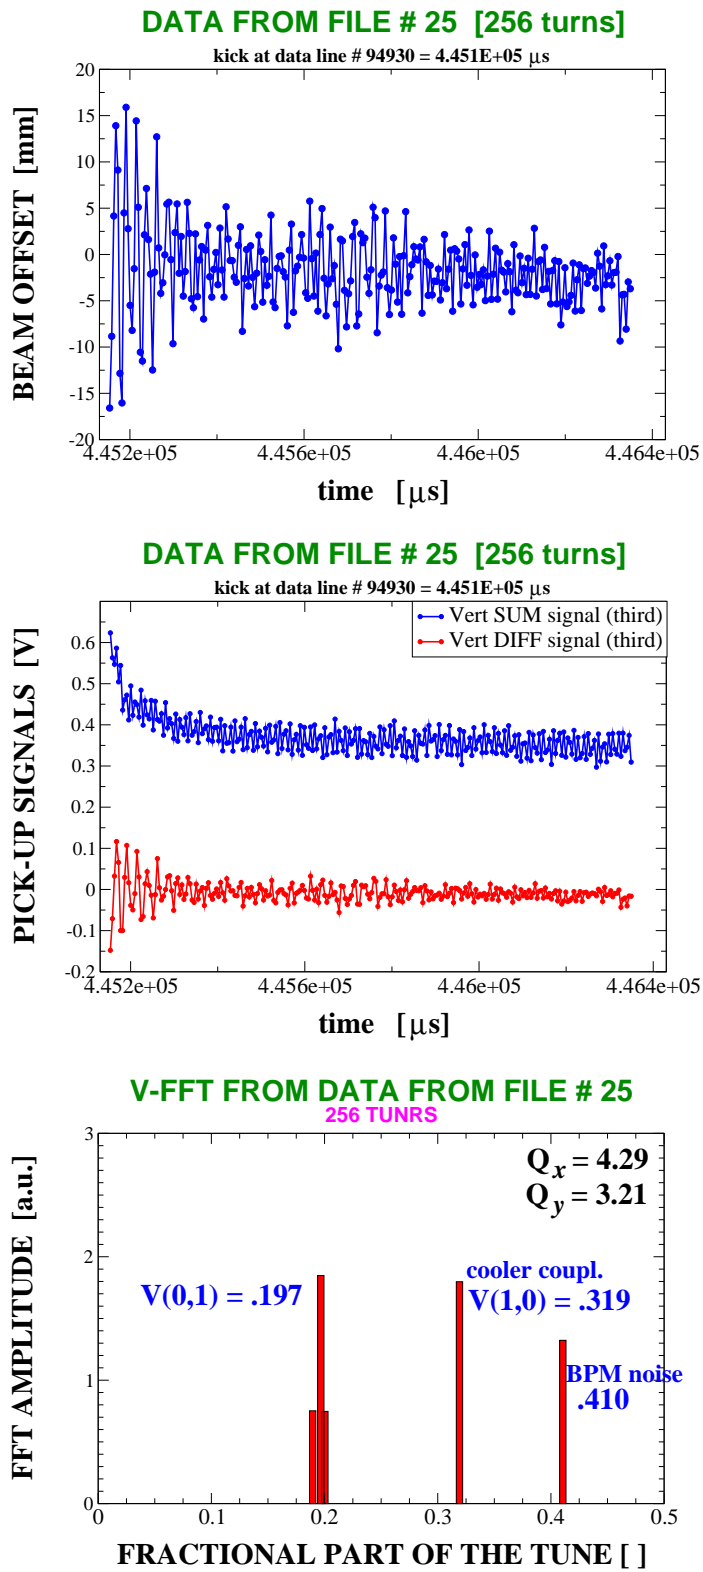 DATA FROM FILE # 25 [256 turns]
kick at data line # 94930 = 4.451E+05 μs
20
15
10
5
0
-5
-10
-15
-20
BEAM OFFSET [mm]
4.452e+05 4.456e+05 4.46e+05 4.464e+05
time [μs]
DATA FROM FILE # 25 [256 turns]
kick at data line # 94930 = 4.451E+05 μs
Vert SUM signal (third)
Vert DIFF signal (third)
0.6
0.5
0.4
0.3
0.2
0.1
0
-0.1
-0.2
PICK-UP SIGNALS [V]
4.452e+05 4.456e+05 4.46e+05 4.464e+05
time [μs]
V-FFT FROM DATA FROM FILE # 25
256 TUNRS
3
2
1
0
FFT AMPLITUDE [a.u.]
Qx = 4.29
Qy = 3.21
cooler coupl.
V(0,1) = .197
V(1,0) = .319
BPM noise
.410
0 0.1 0.2 0.3 0.4 0.5
FRACTIONAL PART OF THE TUNE [ ]